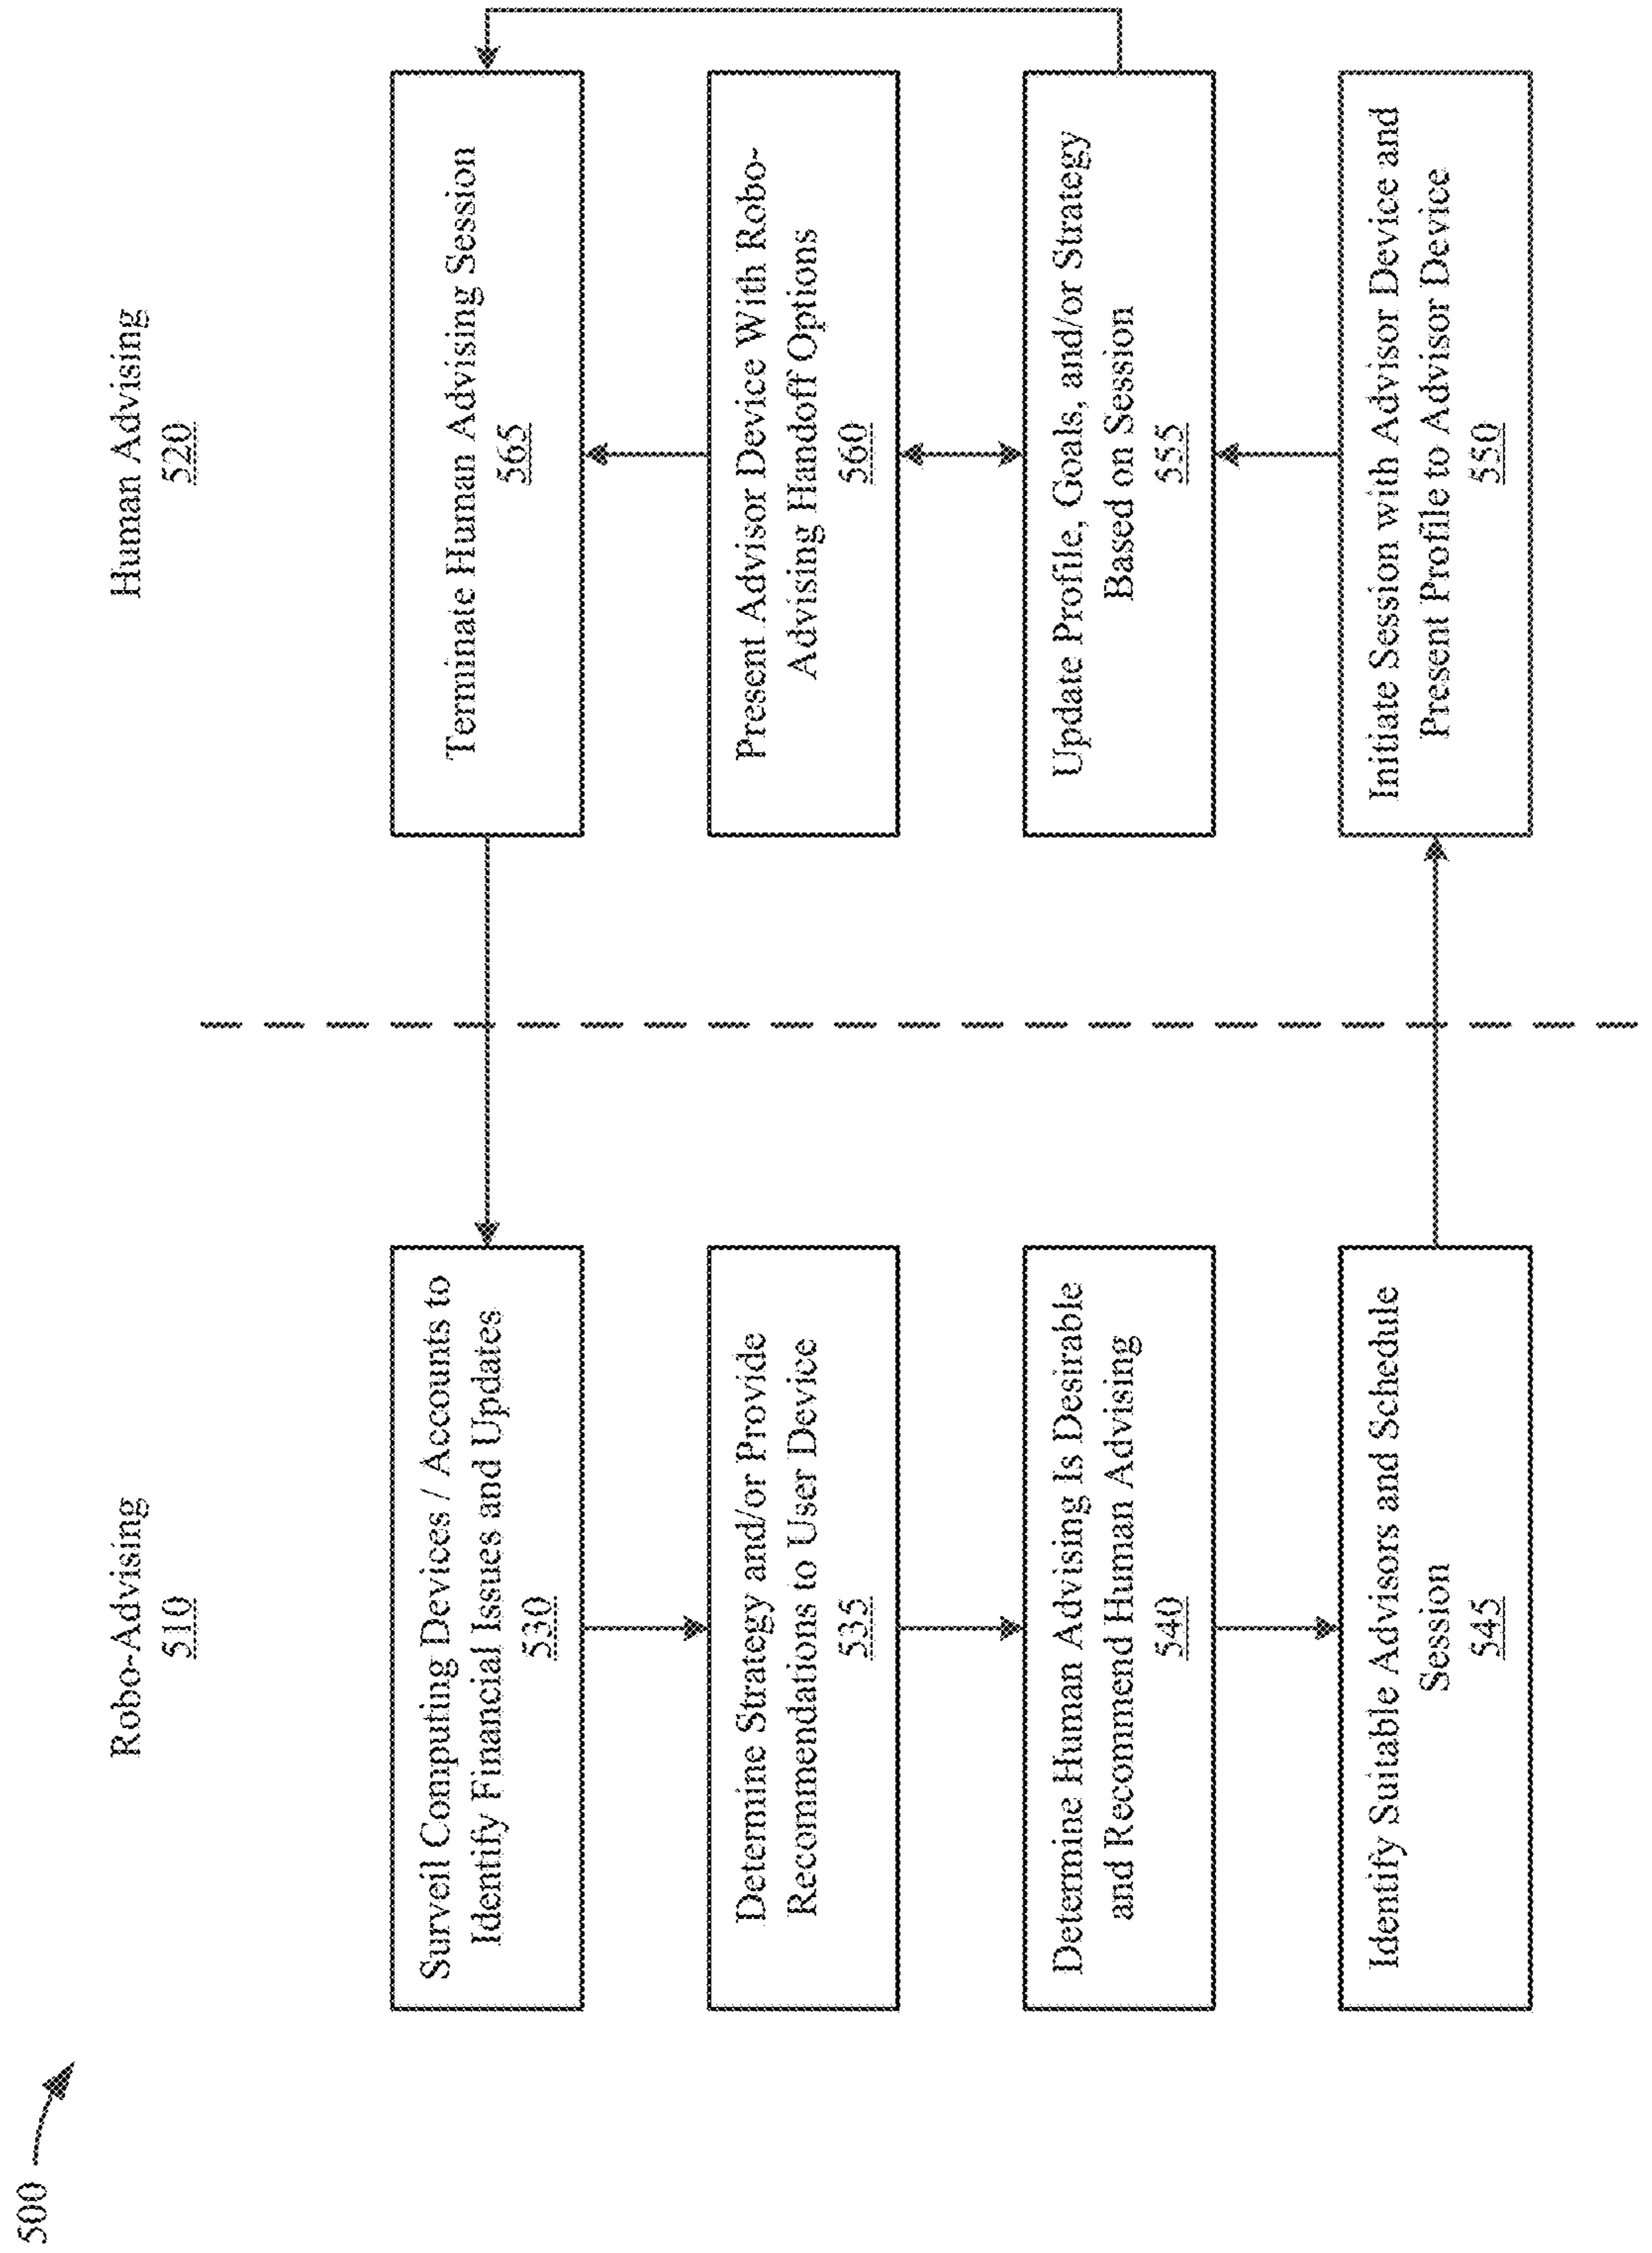 500
Robo-Advising
510
Human Advising
520
Surveil Computing Devices / Accounts to
Identify Financial Issues and Updates
530
Determine Strategy and/or Provide
Recommendations to User Device
535
Determine Human Advising Is Desirable
and Recommend Human Advising
540
Identify Suitable Advisors and Schedule
Session
545
Terminate Human Advising Session
565
Present Advisor Device With Robo-
Advising Handoff Options
560
Update Profile, Goals, and/or Strategy
Based on Session
555
Initiate Session with Advisor Device and
Present Profile to Advisor Device
550